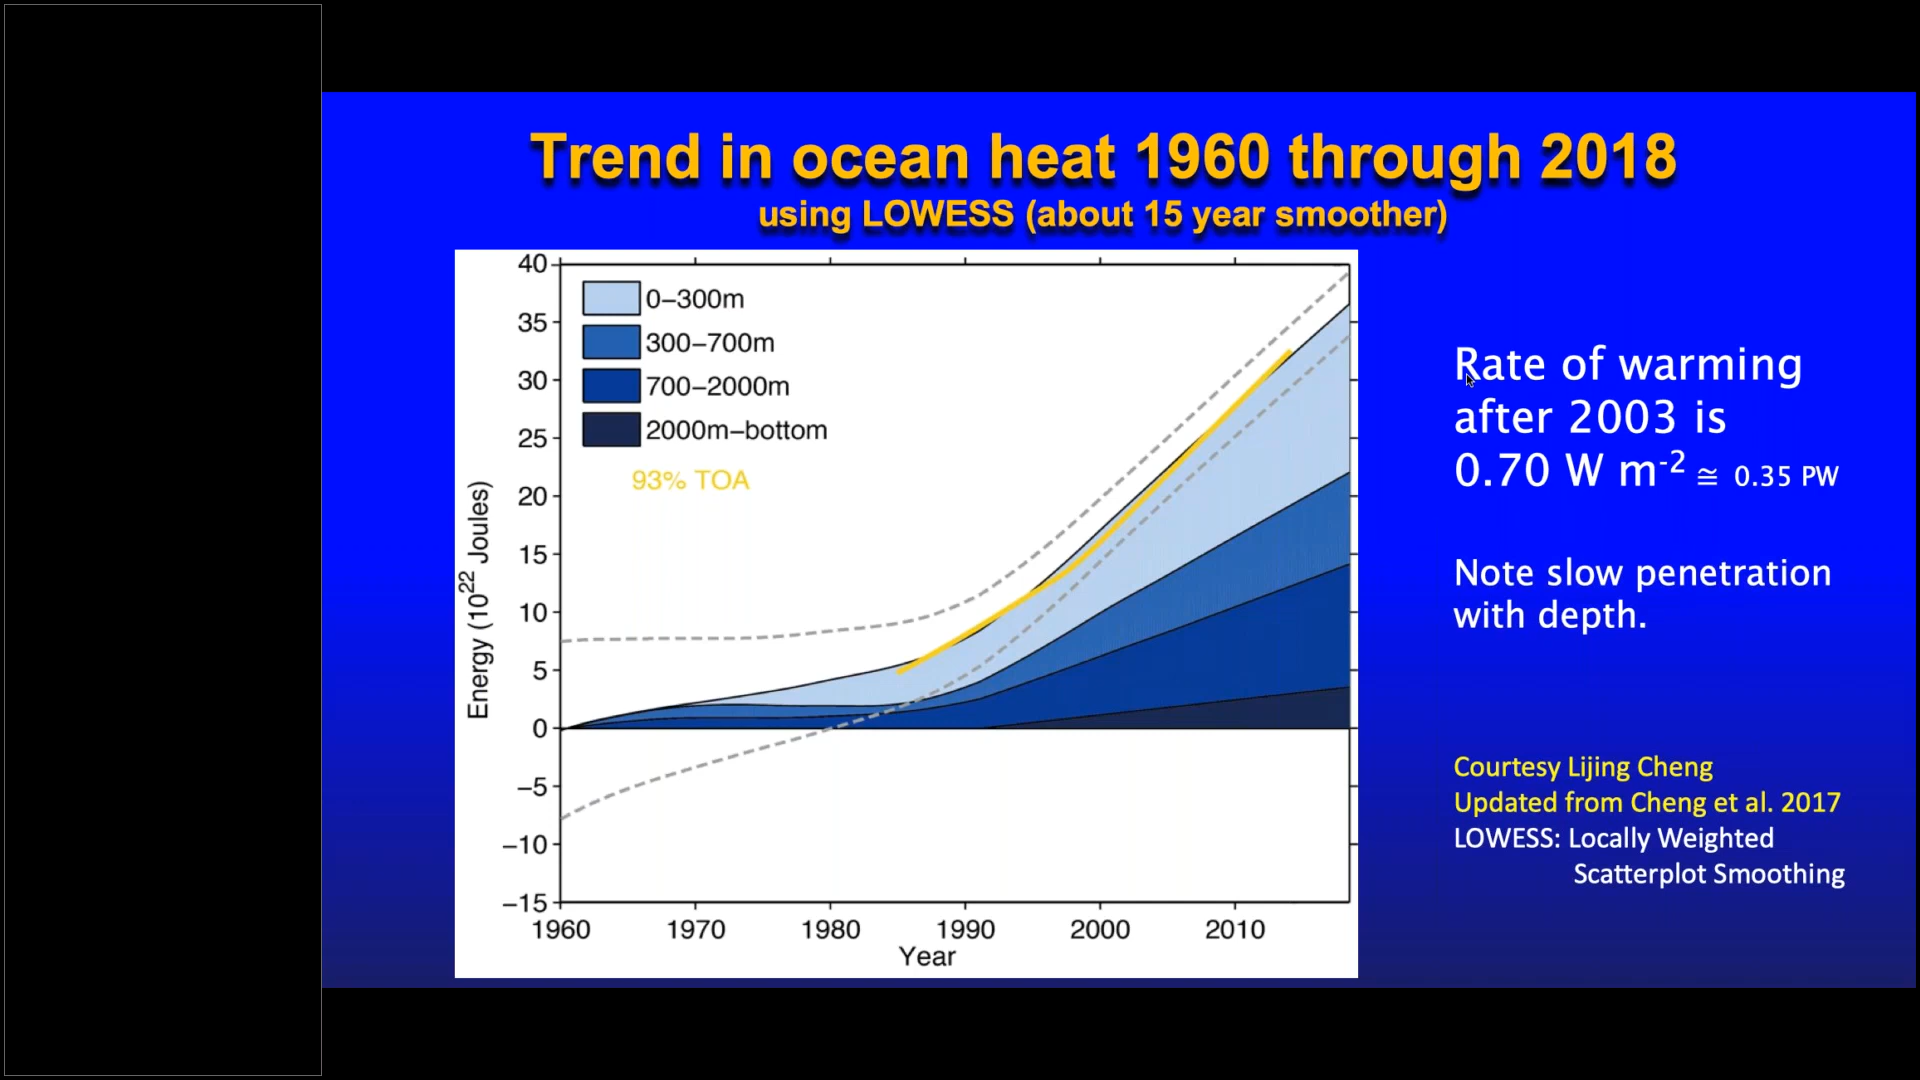 Trend in ocean heat 1960 through 2018
using LOWESS (about 15 year smoother)
40
35
30
25
20
15
10
5
0
−5
−10
−15
Energy (10²² Joules)
0−300m
300−700m
700−2000m
2000m−bottom
93% TOA
1960 1970 1980 1990 2000 2010
Year
Rate of warming
after 2003 is
0.70 W m⁻² ≅ 0.35 PW
Note slow penetration
with depth.
Courtesy Lijing Cheng
Updated from Cheng et al. 2017
LOWESS: Locally Weighted
Scatterplot Smoothing